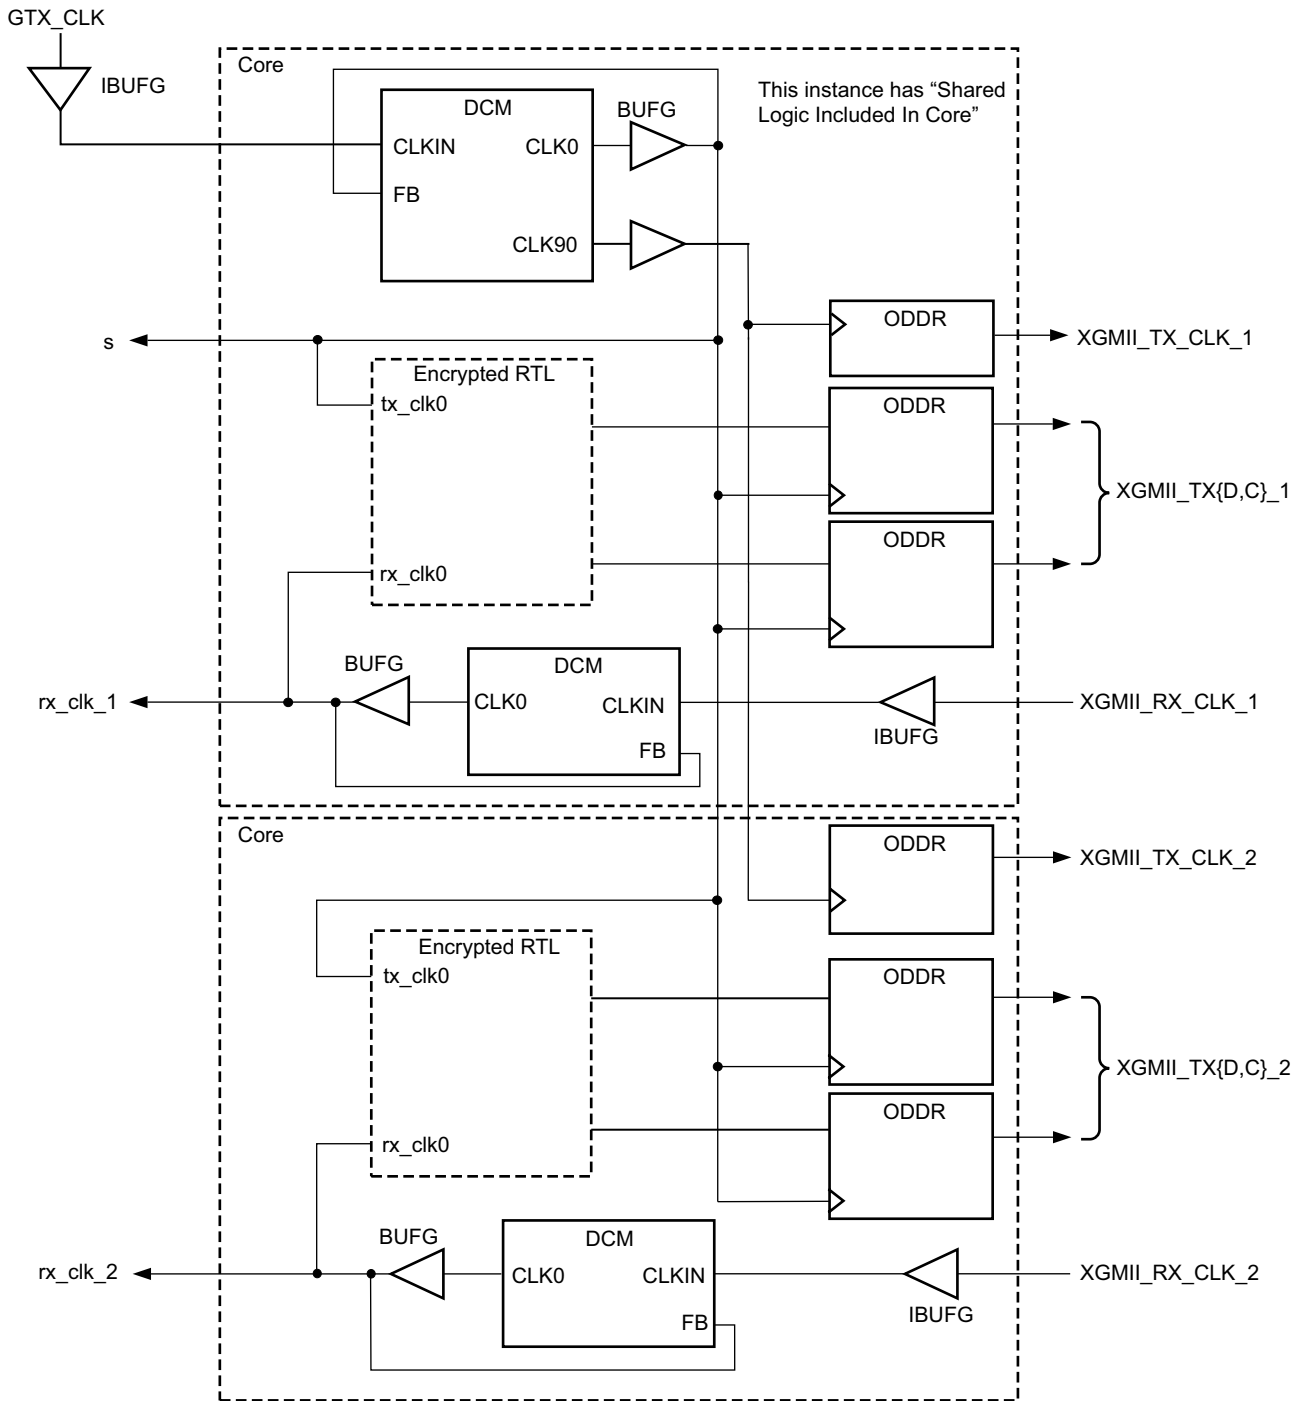 GTX_CLK
IBUFG
Core
This instance has “Shared
Logic Included In Core”
DCM
BUFG
CLKIN
CLK0
FB
CLK90
ODDR
XGMII_TX_CLK_1
s
Encrypted RTL
tx_clk0
ODDR
XGMII_TX{D,C}_1
ODDR
rx_clk0
BUFG
DCM
rx_clk_1
CLK0
CLKIN
XGMII_RX_CLK_1
IBUFG
FB
Core
ODDR
XGMII_TX_CLK_2
Encrypted RTL
tx_clk0
ODDR
XGMII_TX{D,C}_2
ODDR
rx_clk0
BUFG
DCM
rx_clk_2
CLK0
CLKIN
XGMII_RX_CLK_2
IBUFG
FB